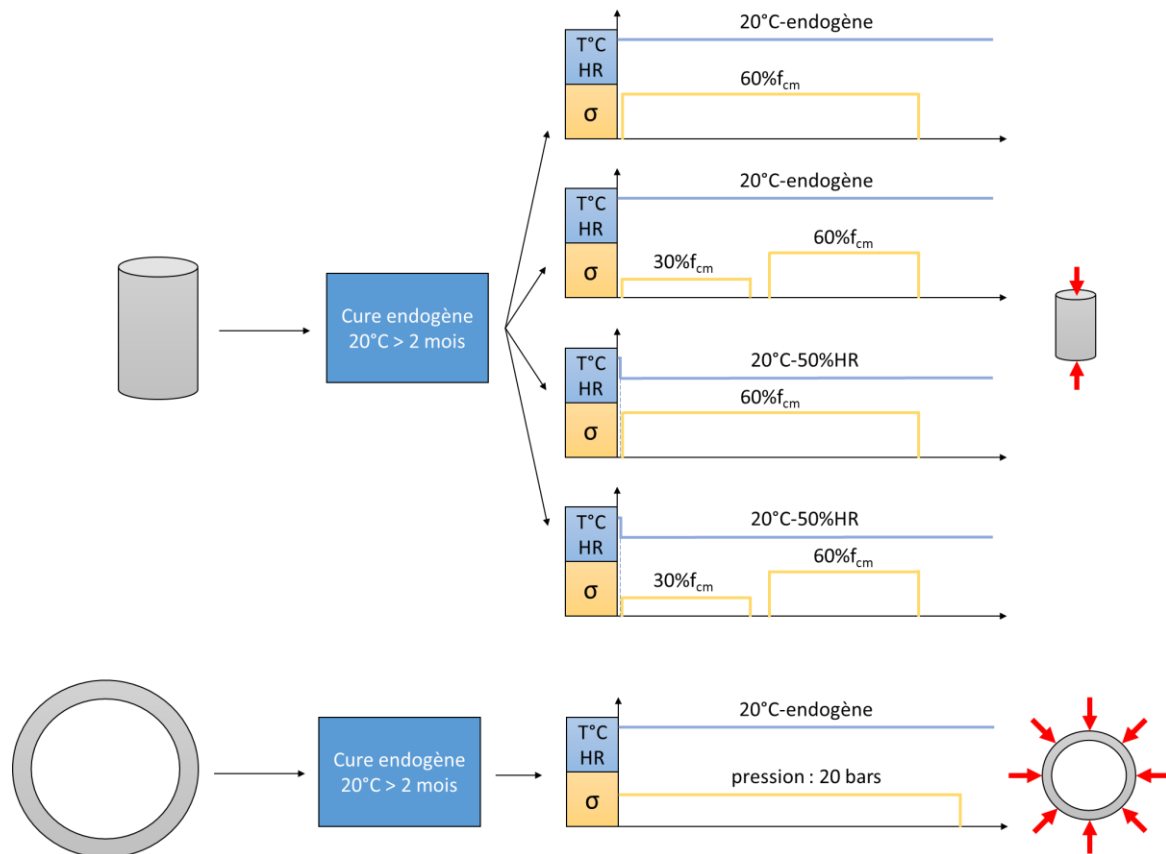 20°C-endogène
T°C
HR
60%fcm
σ
20°C-endogène
T°C
HR
60%fcm
30%fcm
σ
Cure endogène
20°C > 2 mois
20°C-50%HR
T°C
HR
60%fcm
σ
20°C-50%HR
T°C
HR
60%fcm
30%fcm
σ
20°C-endogène
T°C
HR
Cure endogène
20°C > 2 mois
pression : 20 bars
σ